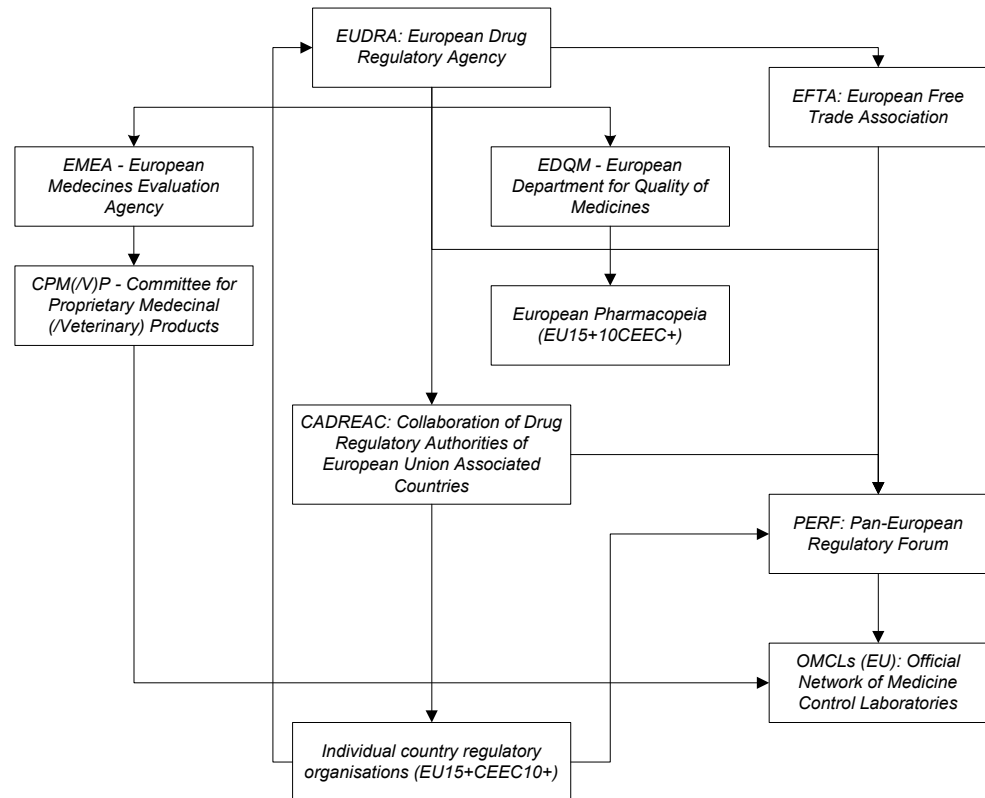 EUDRA: European Drug
Regulatory Agency
EFTA: European Free
Trade Association
EMEA - European
Medecines Evaluation
Agency
EDQM - European
Department for Quality of
Medicines
CPM(/V)P - Committee for
Proprietary Medecinal
(/Veterinary) Products
European Pharmacopeia
(EU15+10CEEC+)
CADREAC: Collaboration of Drug
Regulatory Authorities of
European Union Associated
Countries
PERF: Pan-European
Regulatory Forum
OMCLs (EU): Official
Network of Medicine
Control Laboratories
Individual country regulatory
organisations (EU15+CEEC10+)